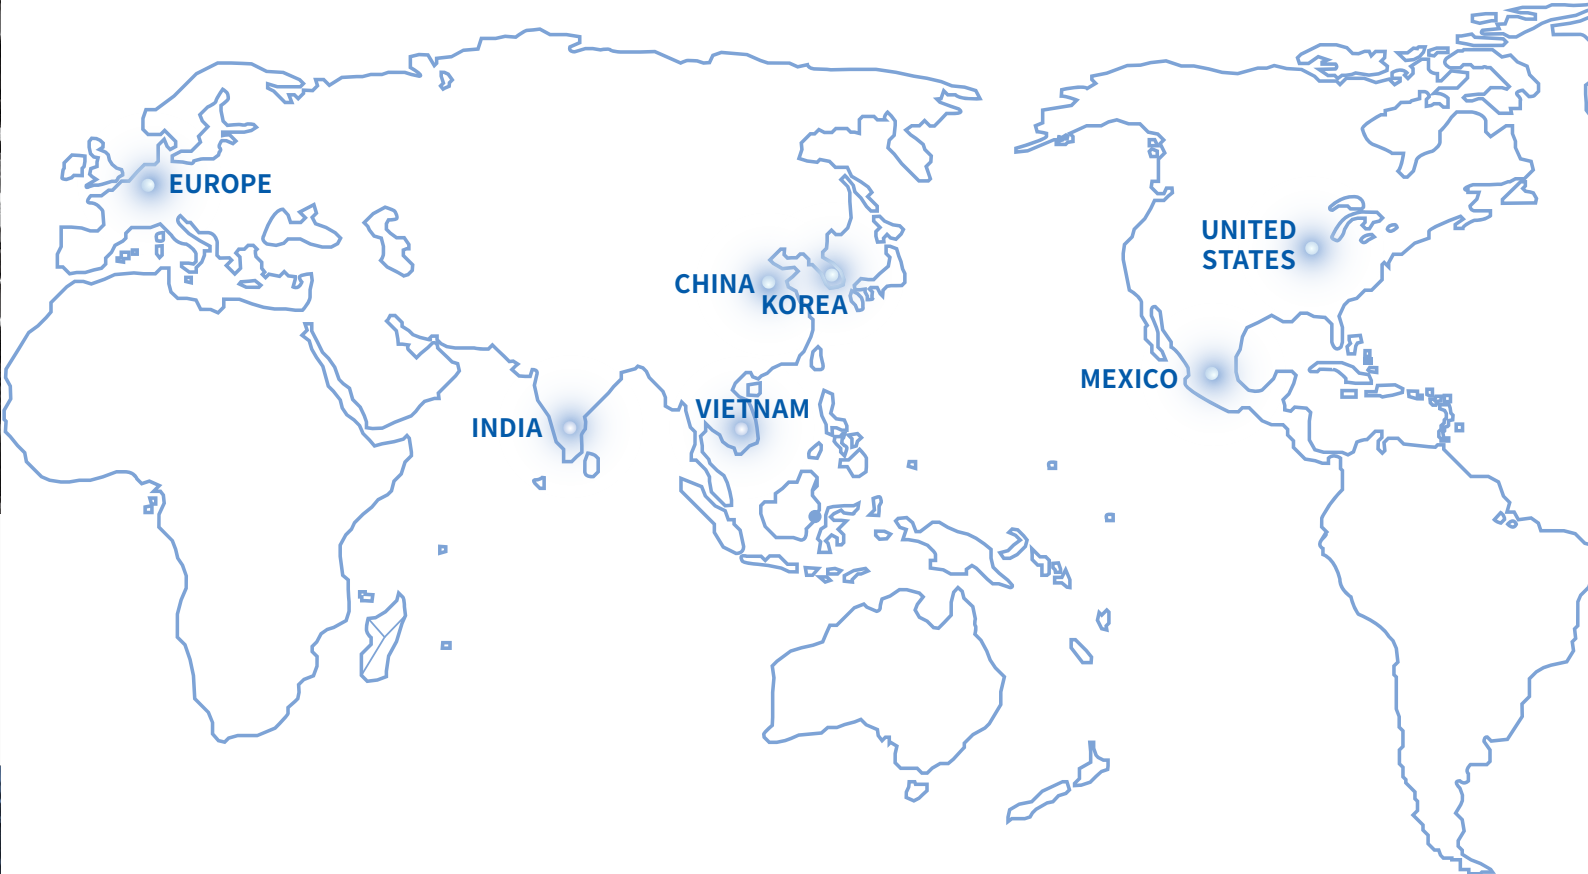 EUROPE
UNITED
STATES
CHINA
KOREA
MEXICO
VIETNAM
INDIA